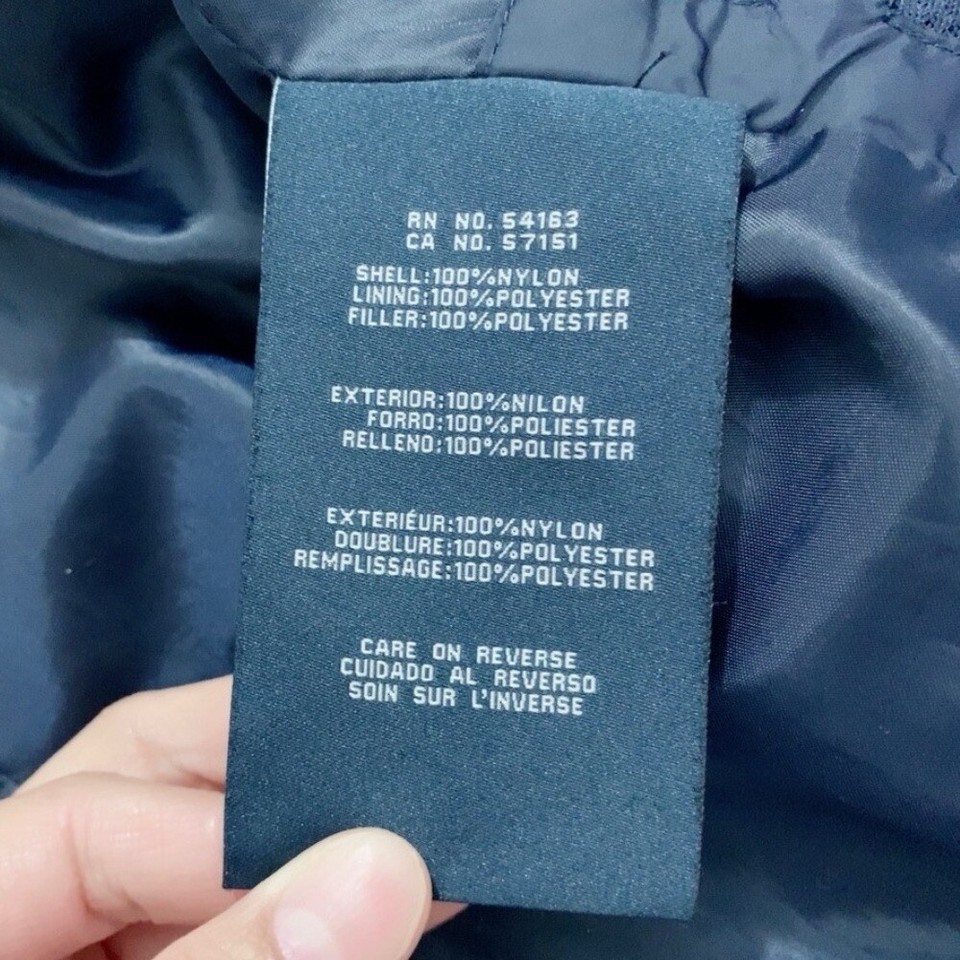 RN NO. 54163
CA NO. 57151
SHELL:100%NYLON
LINING:100%POLYESTER
FILLER:100%POLYESTER
EXTERIOR:100%NILON
FORRO:100%POLIESTER
RELLENO:100%POLIESTER
EXTERIÉUR:100%NYLON
DOUBLURE:100%POLYESTER
REMPLISSAGE:100%POLYESTER
CARE ON REVERSE
CUIDADO AL REVERSO
SOIN SUR L'INVERSE